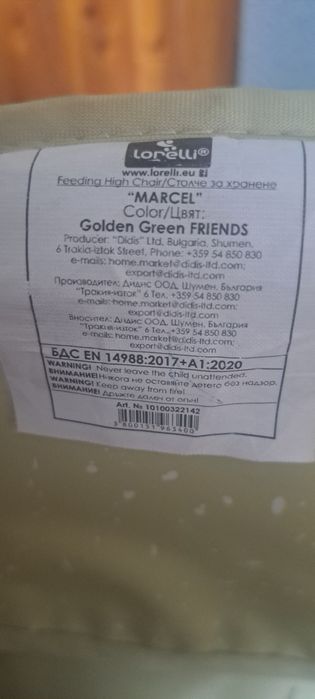 lorelli®
www.lorelli.eu
Feeding High Chair/Столче за хранене
"MARCEL"
Color/Цвят:
Golden Green FRIENDS
Producer: "Didis" Ltd, Bulgaria, Shumen,
6 Trakia-Iztok Street, Phone: +359 54 850 830
e-mails: home.market@didis-ltd.com;
export@didis-ltd.com
Производител: Дидис ООД, Шумен, България
"Тракия-изток" 6 Тел. +359 54 850 830
e-mails: home.market@didis-ltd.com;
export@didis-ltd.com
Вносител: Дидис ООД, Шумен, България
"Тракия-изток" 6 Тел. +359 54 850 830
e-mails: home.market@didis-ltd.com;
export@didis-ltd.com
БДС EN 14988:2017+A1:2020
WARNING! Never leave the child unattended.
ВНИМАНИЕ! Никога не оставяйте детето без надзор.
WARNING! Keep away from fire!
ВНИМАНИЕ! Дръжте далеч от огън!
Art. № 10100322142
3 800151 965400